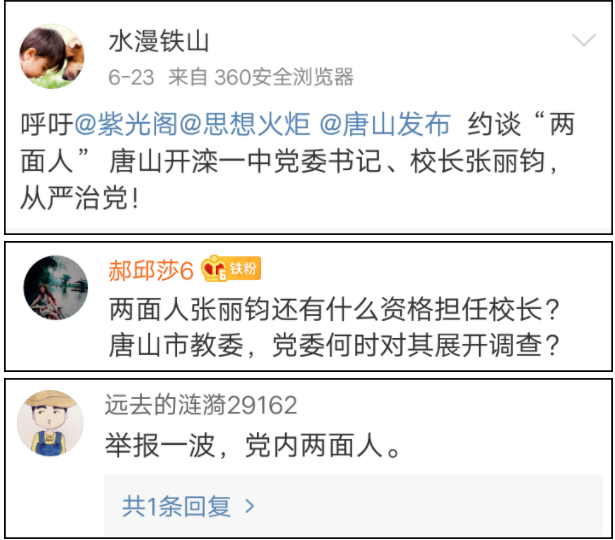 水漫铁山
6-23 来自 360安全浏览器
呼吁@紫光阁@思想火炬 @唐山发布 约谈“两
面人” 唐山开滦一中党委书记、校长张丽钧，
从严治党！
郝邱莎6 6 铁粉
两面人张丽钧还有什么资格担任校长？
唐山市教委，党委何时对其展开调查？
远去的涟漪29162
举报一波，党内两面人。
共1条回复 >